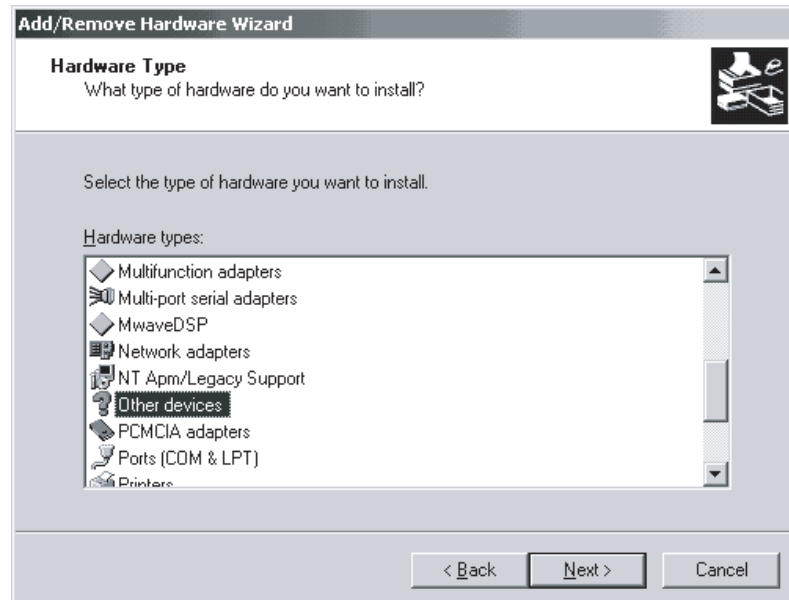 Add/Remove Hardware Wizard
Hardware Type
What type of hardware do you want to install?
Select the type of hardware you want to install.
Hardware types:
Multifunction adapters
Multi-port serial adapters
MwaveDSP
Network adapters
NT Apm/Legacy Support
Other devices
PCMCIA adapters
Ports (COM & LPT)
Printers
< Back
Next >
Cancel